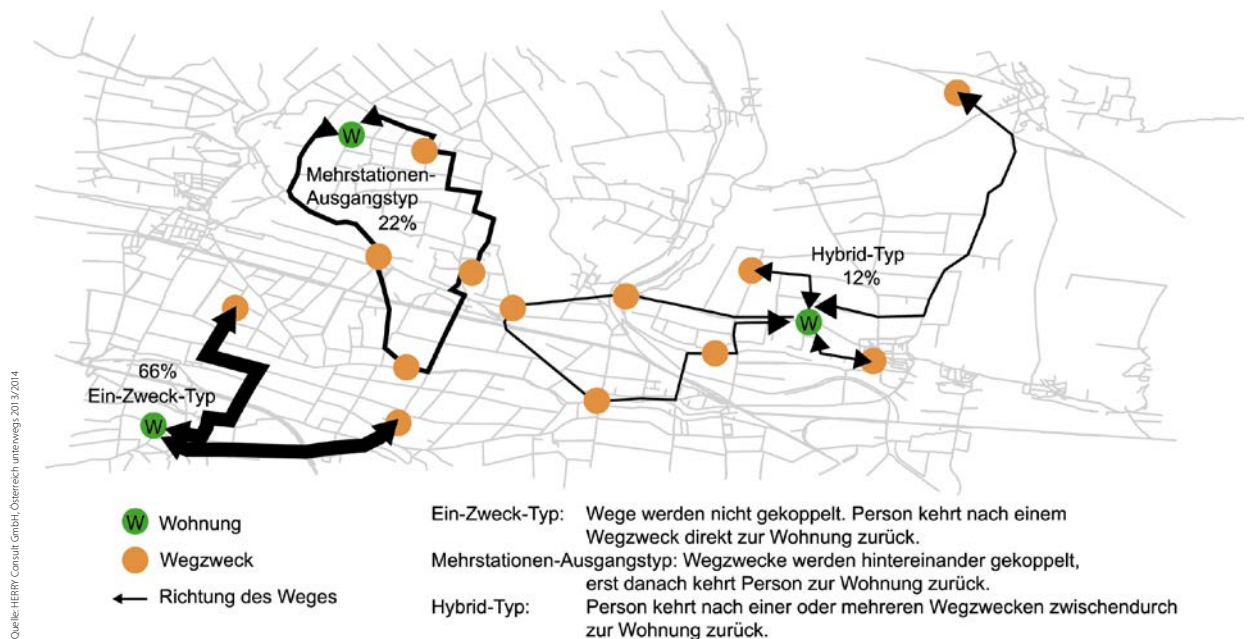 W
Mehrstationen-
Ausgangstyp
22%
Hybrid-Typ
12%
W
66%
Ein-Zweck-Typ
W
Quelle: HERRY Consult GmbH, Österreich unterwegs 2013/2014
W Wohnung
Wegzweck
Richtung des Weges
Ein-Zweck-Typ: Wege werden nicht gekoppelt. Person kehrt nach einem
Wegzweck direkt zur Wohnung zurück.
Mehrstationen-Ausgangstyp: Wegzwecke werden hintereinander gekoppelt,
erst danach kehrt Person zur Wohnung zurück.
Hybrid-Typ: Person kehrt nach einer oder mehreren Wegzwecken zwischendurch
zur Wohnung zurück.